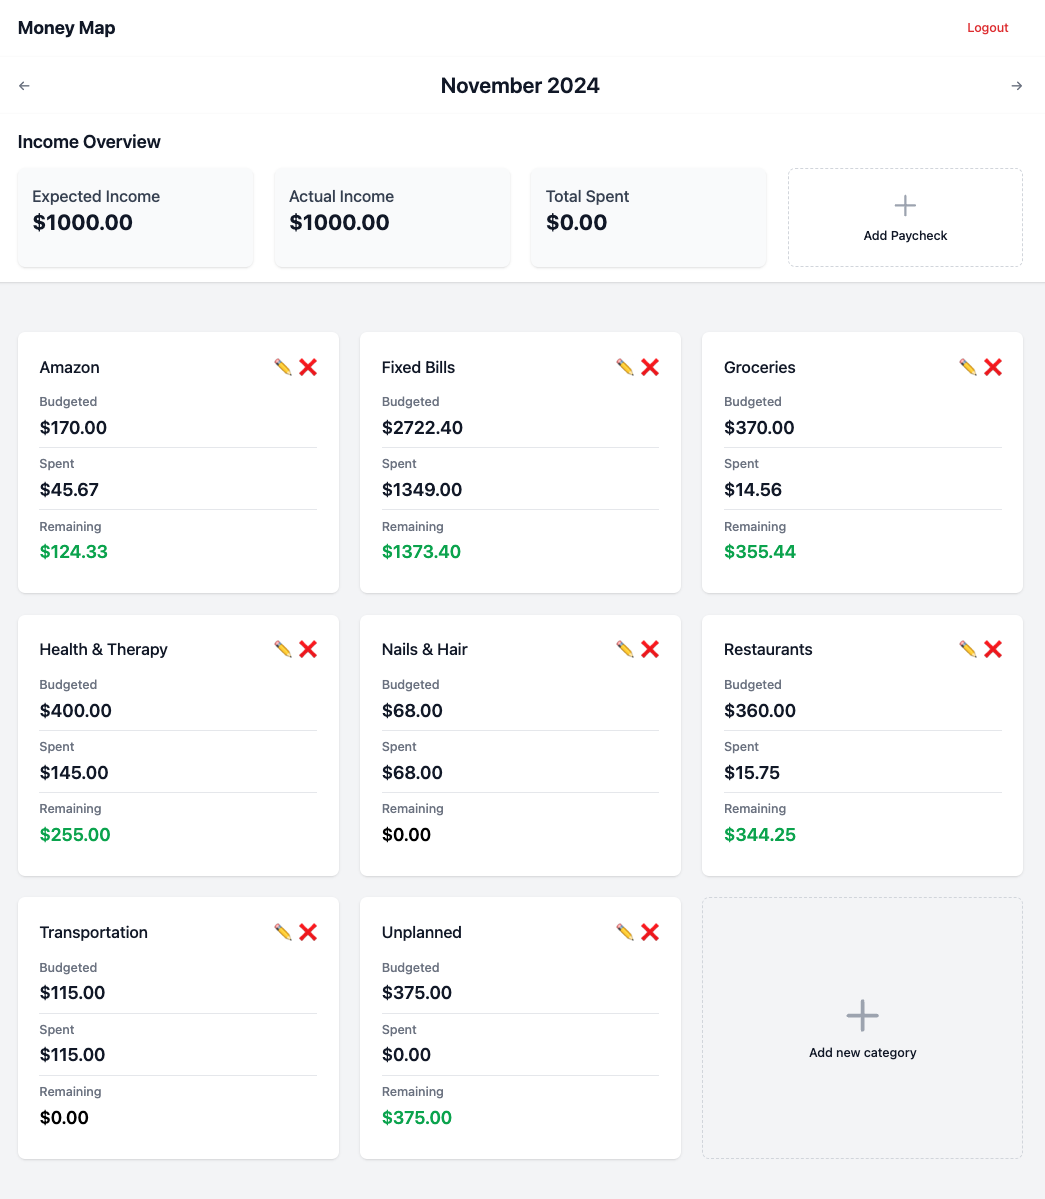 Money Map
Logout
← November 2024 →
Income Overview
Expected Income
$1000.00
Actual Income
$1000.00
Total Spent
$0.00
Add Paycheck
Amazon
Budgeted
$170.00
Spent
$45.67
Remaining
$124.33
Fixed Bills
Budgeted
$2722.40
Spent
$1349.00
Remaining
$1373.40
Groceries
Budgeted
$370.00
Spent
$14.56
Remaining
$355.44
Health & Therapy
Budgeted
$400.00
Spent
$145.00
Remaining
$255.00
Nails & Hair
Budgeted
$68.00
Spent
$68.00
Remaining
$0.00
Restaurants
Budgeted
$360.00
Spent
$15.75
Remaining
$344.25
Transportation
Budgeted
$115.00
Spent
$115.00
Remaining
$0.00
Unplanned
Budgeted
$375.00
Spent
$0.00
Remaining
$375.00
Add new category